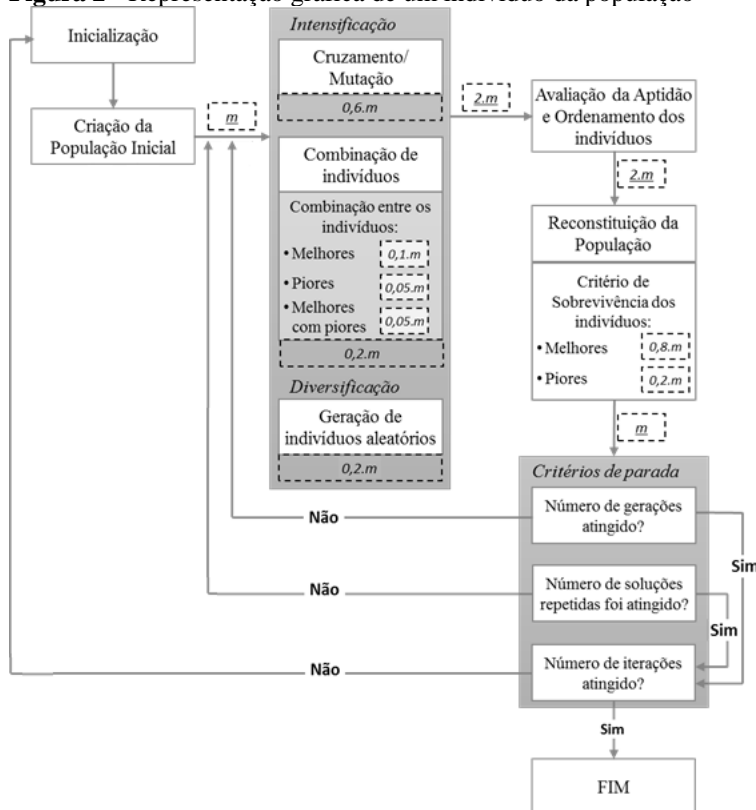 Figura 2 - Representação gráfica de um indivíduo da população
Inicialização
Criação da
População Inicial
m
Intensificação
Cruzamento/
Mutação
0,6.m
Combinação de
indivíduos
Combinação entre os
indivíduos:
•Melhores
0,1.m
•Piores
0,05.m
•Melhores
com piores
0,05.m
0,2.m
Diversificação
Geração de
indivíduos aleatórios
0,2.m
2.m
Avaliação da Aptidão
e Ordenamento dos
indivíduos
2.m
Reconstituição da
População
Critério de
Sobrevivência dos
indivíduos:
•Melhores
0,8.m
•Piores
0,2.m
m
Critérios de parada
Número de gerações
atingido?
Não
Sim
Número de soluções
repetidas foi atingido?
Não
Sim
Número de iterações
atingido?
Não
Sim
FIM